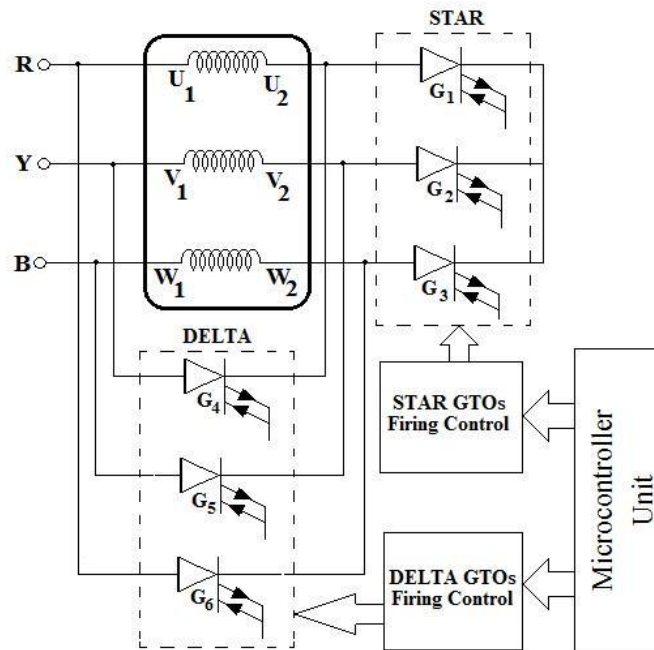 STAR
R
U1 U2
G1
Y
V1 V2
G2
B
W1 W2
G3
DELTA
G4
G5
G6
STAR GTOs
Firing Control
DELTA GTOs
Firing Control
Microcontroller
Unit